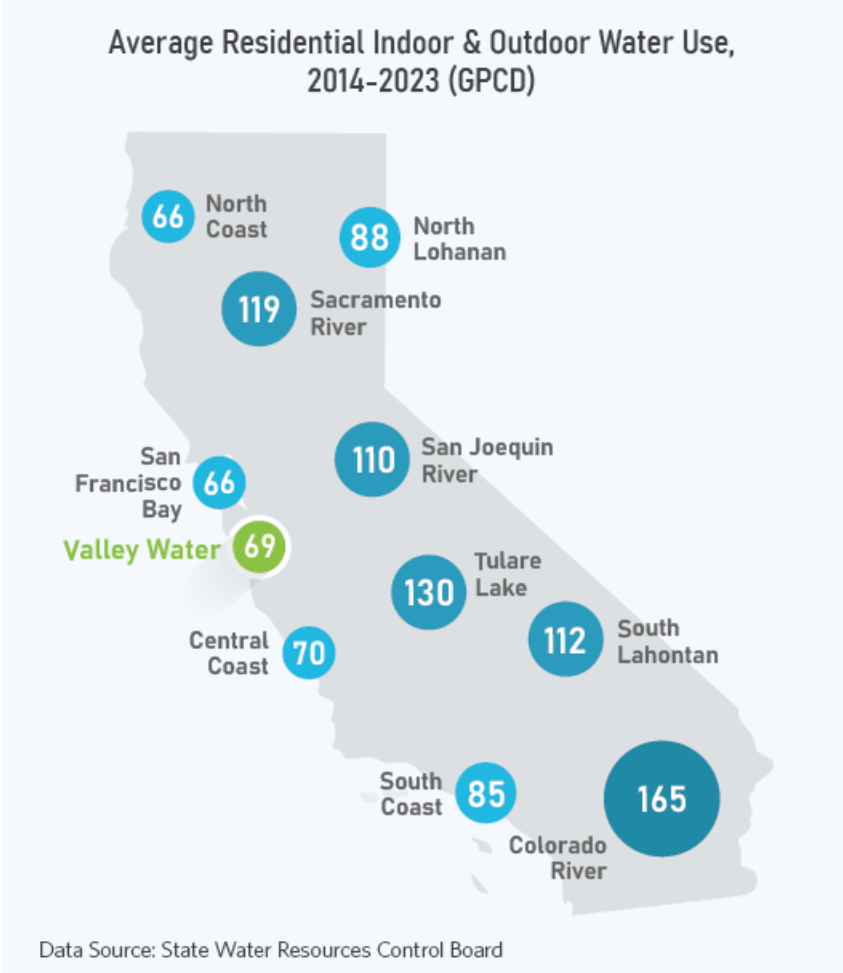 Average Residential Indoor & Outdoor Water Use,
2014-2023 (GPCD)
66
North
Coast
88
North
Lohanan
119
Sacramento
River
110
San Joequin
River
San
Francisco
Bay
66
Valley Water
69
130
Tulare
Lake
112
South
Lahontan
Central
Coast
70
South
Coast
85
165
Colorado
River
Data Source: State Water Resources Control Board